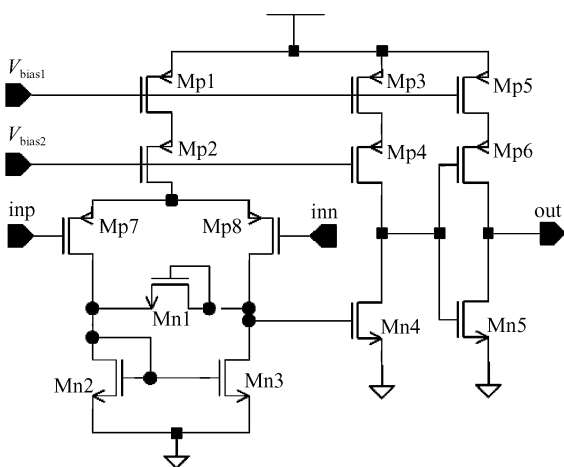 Vbias1
Mp1
Mp3
Mp5
Vbias2
Mp2
Mp4
Mp6
inp
Mp7
Mp8
inn
out
Mn1
Mn4
Mn5
Mn2
Mn3